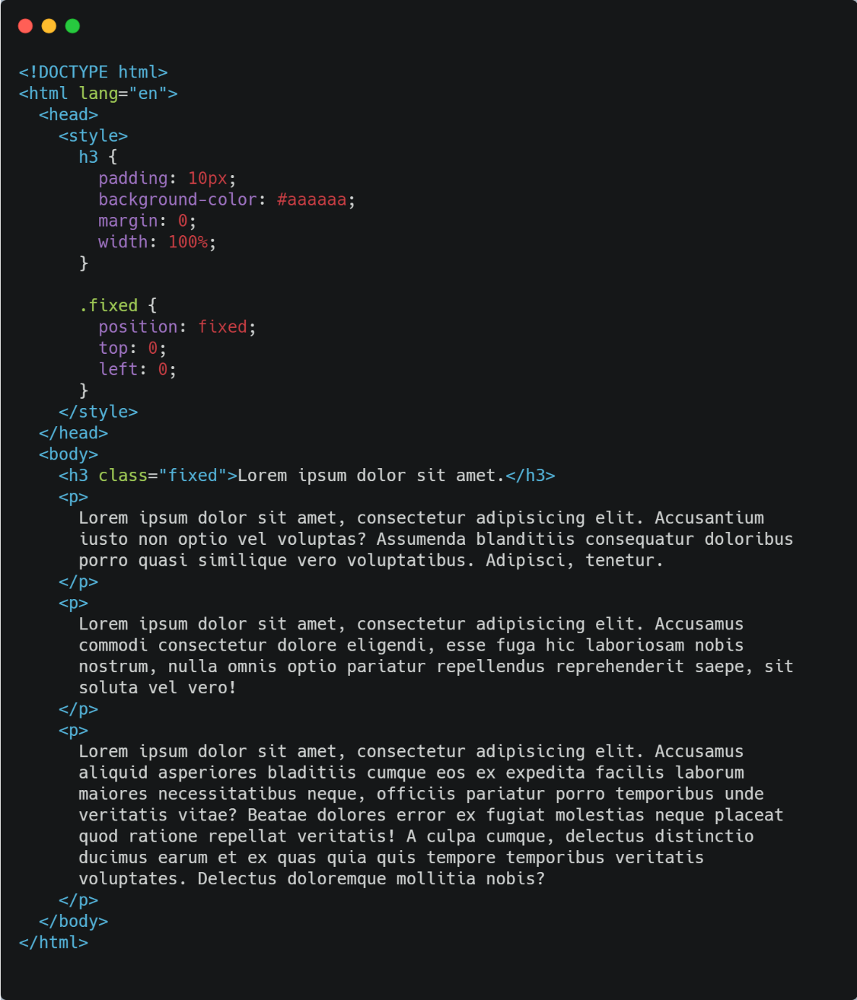 <!DOCTYPE html>
<html lang="en">
  <head>
    <style>
      h3 {
        padding: 10px;
        background-color: #aaaaaa;
        margin: 0;
        width: 100%;
      }

      .fixed {
        position: fixed;
        top: 0;
        left: 0;
      }
    </style>
  </head>
  <body>
    <h3 class="fixed">Lorem ipsum dolor sit amet.</h3>
    <p>
      Lorem ipsum dolor sit amet, consectetur adipisicing elit. Accusantium
      iusto non optio vel voluptas? Assumenda blanditiis consequatur doloribus
      porro quasi similique vero voluptatibus. Adipisci, tenetur.
    </p>
    <p>
      Lorem ipsum dolor sit amet, consectetur adipisicing elit. Accusamus
      commodi consectetur dolore eligendi, esse fuga hic laboriosam nobis
      nostrum, nulla omnis optio pariatur repellendus reprehenderit saepe, sit
      soluta vel vero!
    </p>
    <p>
      Lorem ipsum dolor sit amet, consectetur adipisicing elit. Accusamus
      aliquid asperiores bladitiis cumque eos ex expedita facilis laborum
      maiores necessitatibus neque, officiis pariatur porro temporibus unde
      veritatis vitae? Beatae dolores error ex fugiat molestias neque placeat
      quod ratione repellat veritatis! A culpa cumque, delectus distinctio
      ducimus earum et ex quas quia quis tempore temporibus veritatis
      voluptates. Delectus doloremque mollitia nobis?
    </p>
  </body>
</html>